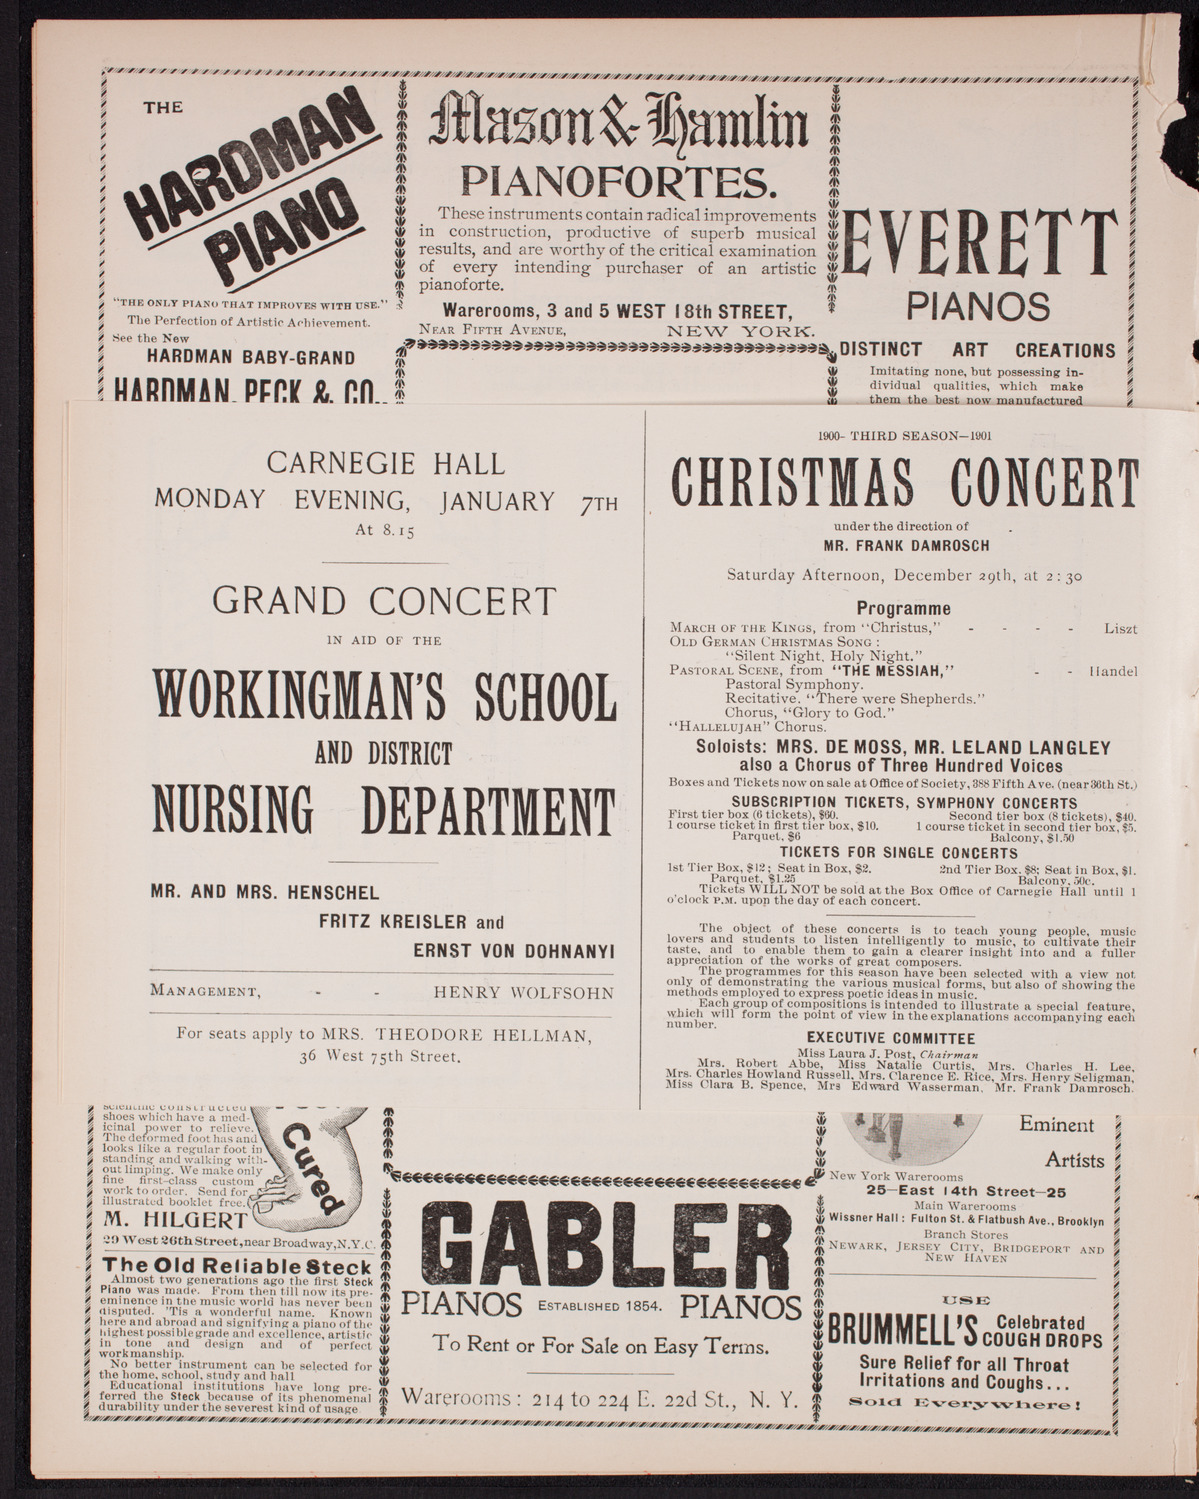 THE
HARDMAN
PIANO
"THE ONLY PIANO THAT IMPROVES WITH USE."
The Perfection of Artistic Achievement.
See the New
HARDMAN BABY-GRAND
HARDMAN, PECK & CO.,
Mason & Hamlin
PIANOFORTES.
These instruments contain radical improvements
in construction, productive of superb musical
results, and are worthy of the critical examination
of every intending purchaser of an artistic
pianoforte.
Warerooms, 3 and 5 WEST 18th STREET,
NEAR FIFTH AVENUE, NEW YORK.
EVERETT
PIANOS
DISTINCT ART CREATIONS
Imitating none, but possessing in-
dividual qualities, which make
them the best now manufactured
CARNEGIE HALL
MONDAY EVENING, JANUARY 7TH
At 8.15
GRAND CONCERT
IN AID OF THE
WORKINGMAN'S SCHOOL
AND DISTRICT
NURSING DEPARTMENT
MR. AND MRS. HENSCHEL
FRITZ KREISLER and
ERNST VON DOHNANYI
MANAGEMENT, - - HENRY WOLFSOHN
For seats apply to MRS. THEODORE HELLMAN,
36 West 75th Street.
1900- THIRD SEASON—1901
CHRISTMAS CONCERT
under the direction of
MR. FRANK DAMROSCH
Saturday Afternoon, December 29th, at 2:30
Programme
MARCH OF THE KINGS, from "Christus," - - - - Liszt
OLD GERMAN CHRISTMAS SONG:
"Silent Night, Holy Night."
PASTORAL SCENE, from "THE MESSIAH," - - Handel
Pastoral Symphony.
Recitative. "There were Shepherds."
Chorus, "Glory to God."
"HALLELUJAH" Chorus.
Soloists: MRS. DE MOSS, MR. LELAND LANGLEY
also a Chorus of Three Hundred Voices
Boxes and Tickets now on sale at Office of Society, 388 Fifth Ave. (near 36th St.)
SUBSCRIPTION TICKETS, SYMPHONY CONCERTS
First tier box (6 tickets), $60. Second tier box (8 tickets), $40.
1 course ticket in first tier box, $10. 1 course ticket in second tier box, $5.
Parquet, $6 Balcony, $1.50
TICKETS FOR SINGLE CONCERTS
1st Tier Box, $12; Seat in Box, $2. 2nd Tier Box. $8; Seat in Box, $1.
Parquet, $1.25 Balcony, 50c.
Tickets WILL NOT be sold at the Box Office of Carnegie Hall until 1
o'clock P.M. upon the day of each concert.
The object of these concerts is to teach young people, music
lovers and students to listen intelligently to music, to cultivate their
taste, and to enable them to gain a clearer insight into and a fuller
appreciation of the works of great composers.
The programmes for this season have been selected with a view not
only of demonstrating the various musical forms, but also of showing the
methods employed to express poetic ideas in music.
Each group of compositions is intended to illustrate a special feature,
which will form the point of view in the explanations accompanying each
number.
EXECUTIVE COMMITTEE
Miss Laura J. Post, Chairman
Mrs. Robert Abbe, Miss Natalie Curtis, Mrs. Charles H. Lee,
Mrs. Charles Howland Russell, Mrs. Clarence E. Rice, Mrs. Henry Seligman,
Miss Clara B. Spence, Mrs Edward Wasserman, Mr. Frank Damrosch.
scientific constructed
shoes which have a med-
icinal power to relieve.
The deformed foot has and
looks like a regular foot in
standing and walking with-
out limping. We make only
fine first-class custom
work to order. Send for
illustrated booklet free.
Cured
M. HILGERT
29 West 26th Street, near Broadway, N.Y.C.
The Old Reliable Steck
Almost two generations ago the first Steck
Piano was made. From then till now its pre-
eminence in the music world has never been
disputed. 'Tis a wonderful name. Known
here and abroad and signifying a piano of the
highest possible grade and excellence, artistic
in tone and design and of perfect
workmanship.
No better instrument can be selected for
the home, school, study and hall
Educational institutions have long pre-
ferred the Steck because of its phenomenal
durability under the severest kind of usage
GABLER
PIANOS ESTABLISHED 1854. PIANOS
To Rent or For Sale on Easy Terms.
Warerooms: 214 to 224 E. 22d St., N. Y.
Eminent
Artists
New York Warerooms
25—East 14th Street—25
Main Warerooms
Wissner Hall: Fulton St. & Flatbush Ave., Brooklyn
Branch Stores
NEWARK, JERSEY CITY, BRIDGEPORT AND
NEW HAVEN
USE
BRUMMELL'S Celebrated
COUGH DROPS
Sure Relief for all Throat
Irritations and Coughs...
Sold Everywhere!